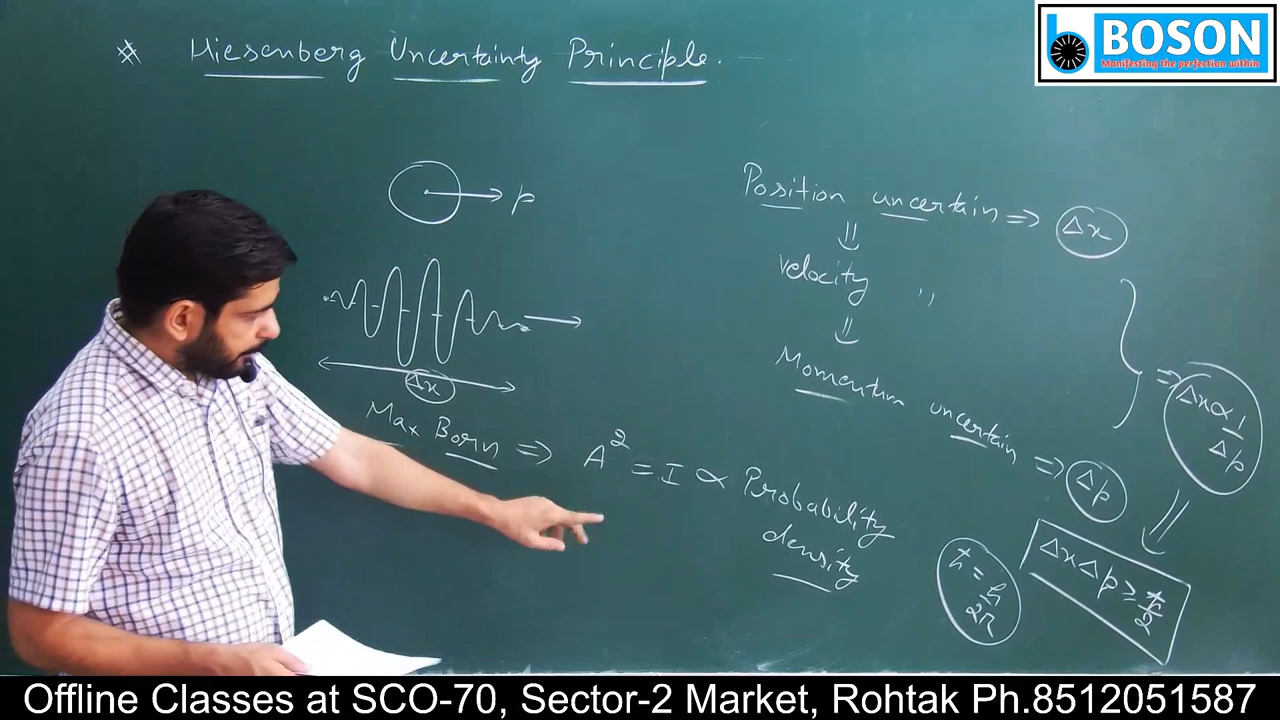 * Hiesenberg Uncertainty Principle.
BOSON
Manifesting the perfection within
p
Δx
Max Born ⇒ A² = I ∝ Probability density
Position uncertain ⇒ Δx
⇓
velocity ,,
⇓
Momentum uncertain ⇒ Δp
⇒ Δx ∝ 1/Δp
⇓
ħ = h/2π
Δx Δp ≥ ħ/2
Offline Classes at SCO-70, Sector-2 Market, Rohtak Ph.8512051587